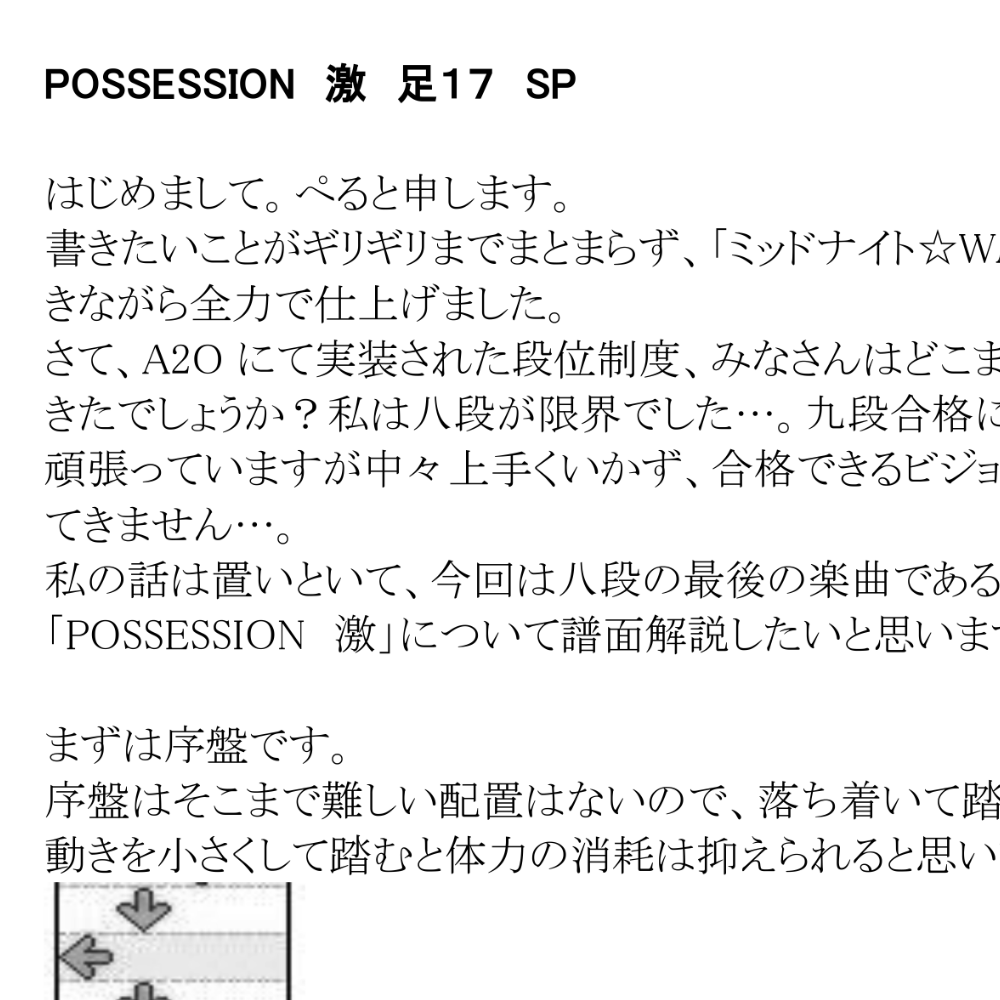 POSSESSION　激　足１７　SP
はじめまして。ぺると申します。
書きたいことがギリギリまでまとまらず、「ミッドナイト☆WA
きながら全力で仕上げました。
さて、A2O にて実装された段位制度、みなさんはどこま
きたでしょうか？私は八段が限界でした…。九段合格に
頑張っていますが中々上手くいかず、合格できるビジョ
てきません…。
私の話は置いといて、今回は八段の最後の楽曲である
「POSSESSION　激」について譜面解説したいと思います
まずは序盤です。
序盤はそこまで難しい配置はないので、落ち着いて踏
動きを小さくして踏むと体力の消耗は抑えられると思い